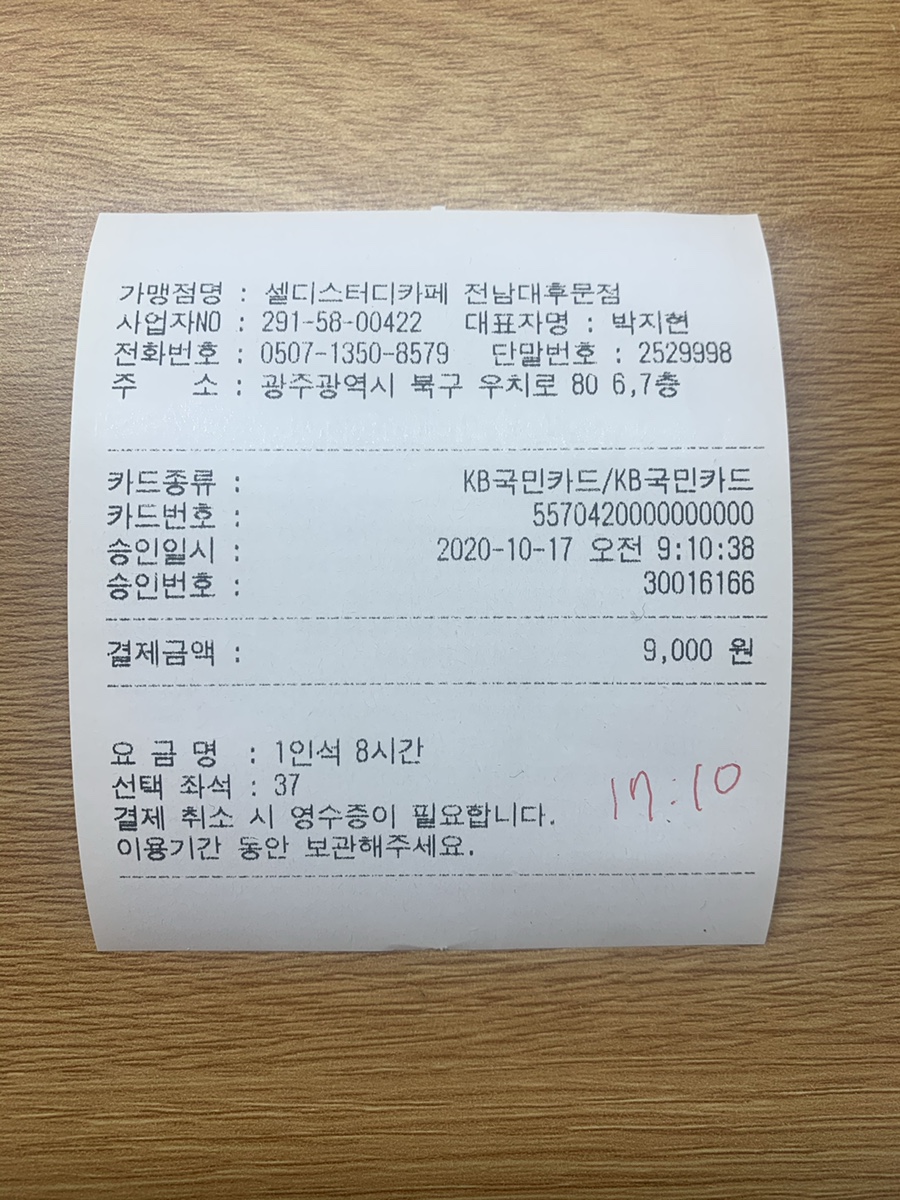 가맹점명 : 셀디스터디카페 전남대후문점
사업자NO : 291-58-00422 대표자명 : 박지현
전화번호 : 0507-1350-8579 단말번호 : 2529998
주 소 : 광주광역시 북구 우치로 80 6,7층
카드종류 : KB국민카드/KB국민카드
카드번호 : 5570420000000000
승인일시 : 2020-10-17 오전 9:10:38
승인번호 : 30016166
결제금액 : 9,000 원
요 금 명 : 1인석 8시간
선택 좌석 : 37
17:10
결제 취소 시 영수증이 필요합니다.
이용기간 동안 보관해주세요.